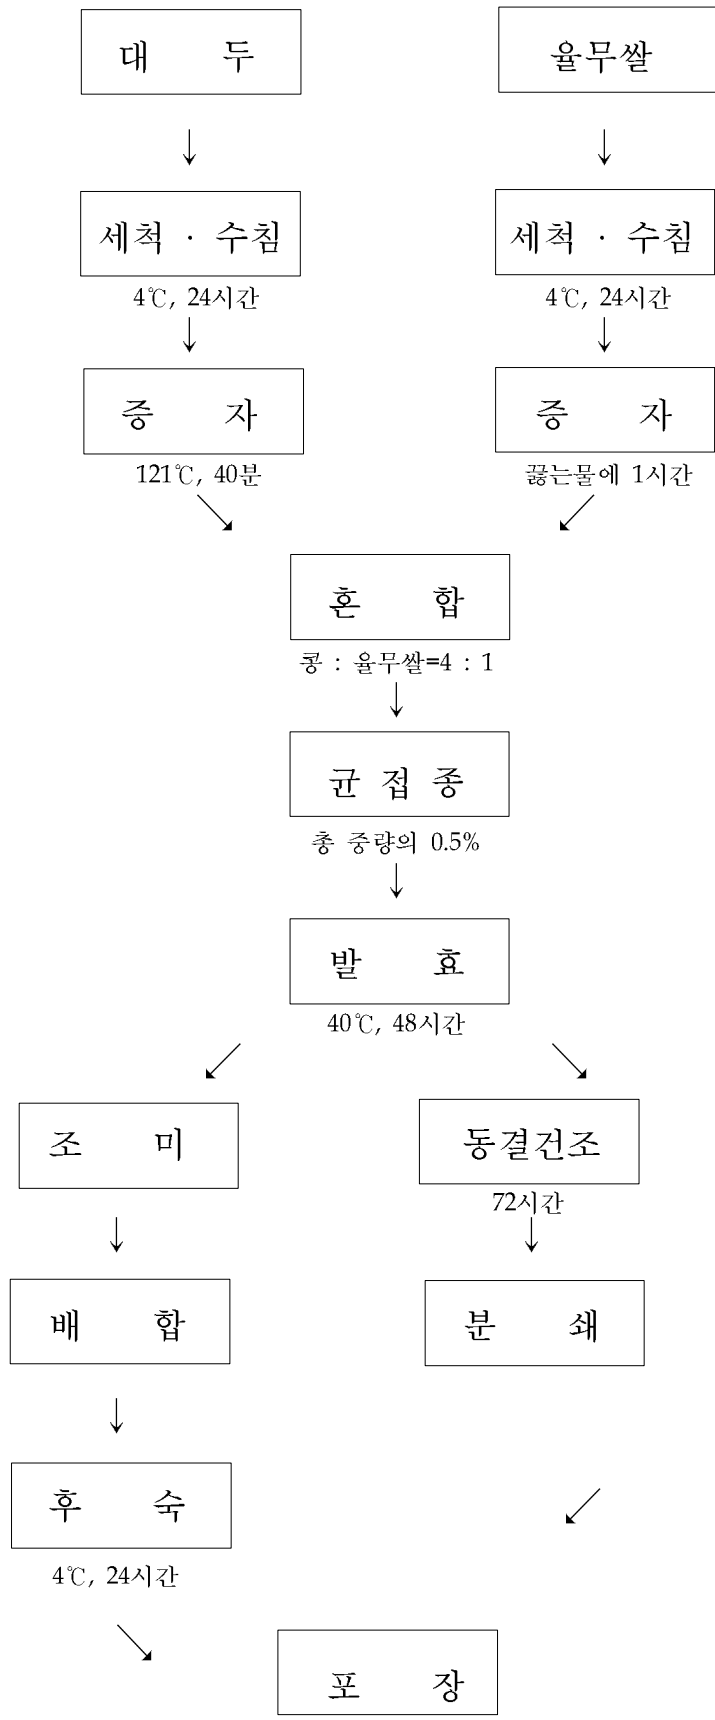 대 두
율무쌀
세척 · 수침
세척 · 수침
4℃, 24시간
4℃, 24시간
증 자
증 자
121℃, 40분
끓는물에 1시간
혼 합
콩 : 율무쌀=4 : 1
균 접 종
총 중량의 0.5%
발 효
40℃, 48시간
조 미
동결건조
72시간
배 합
분 쇄
후 숙
4℃, 24시간
포 장